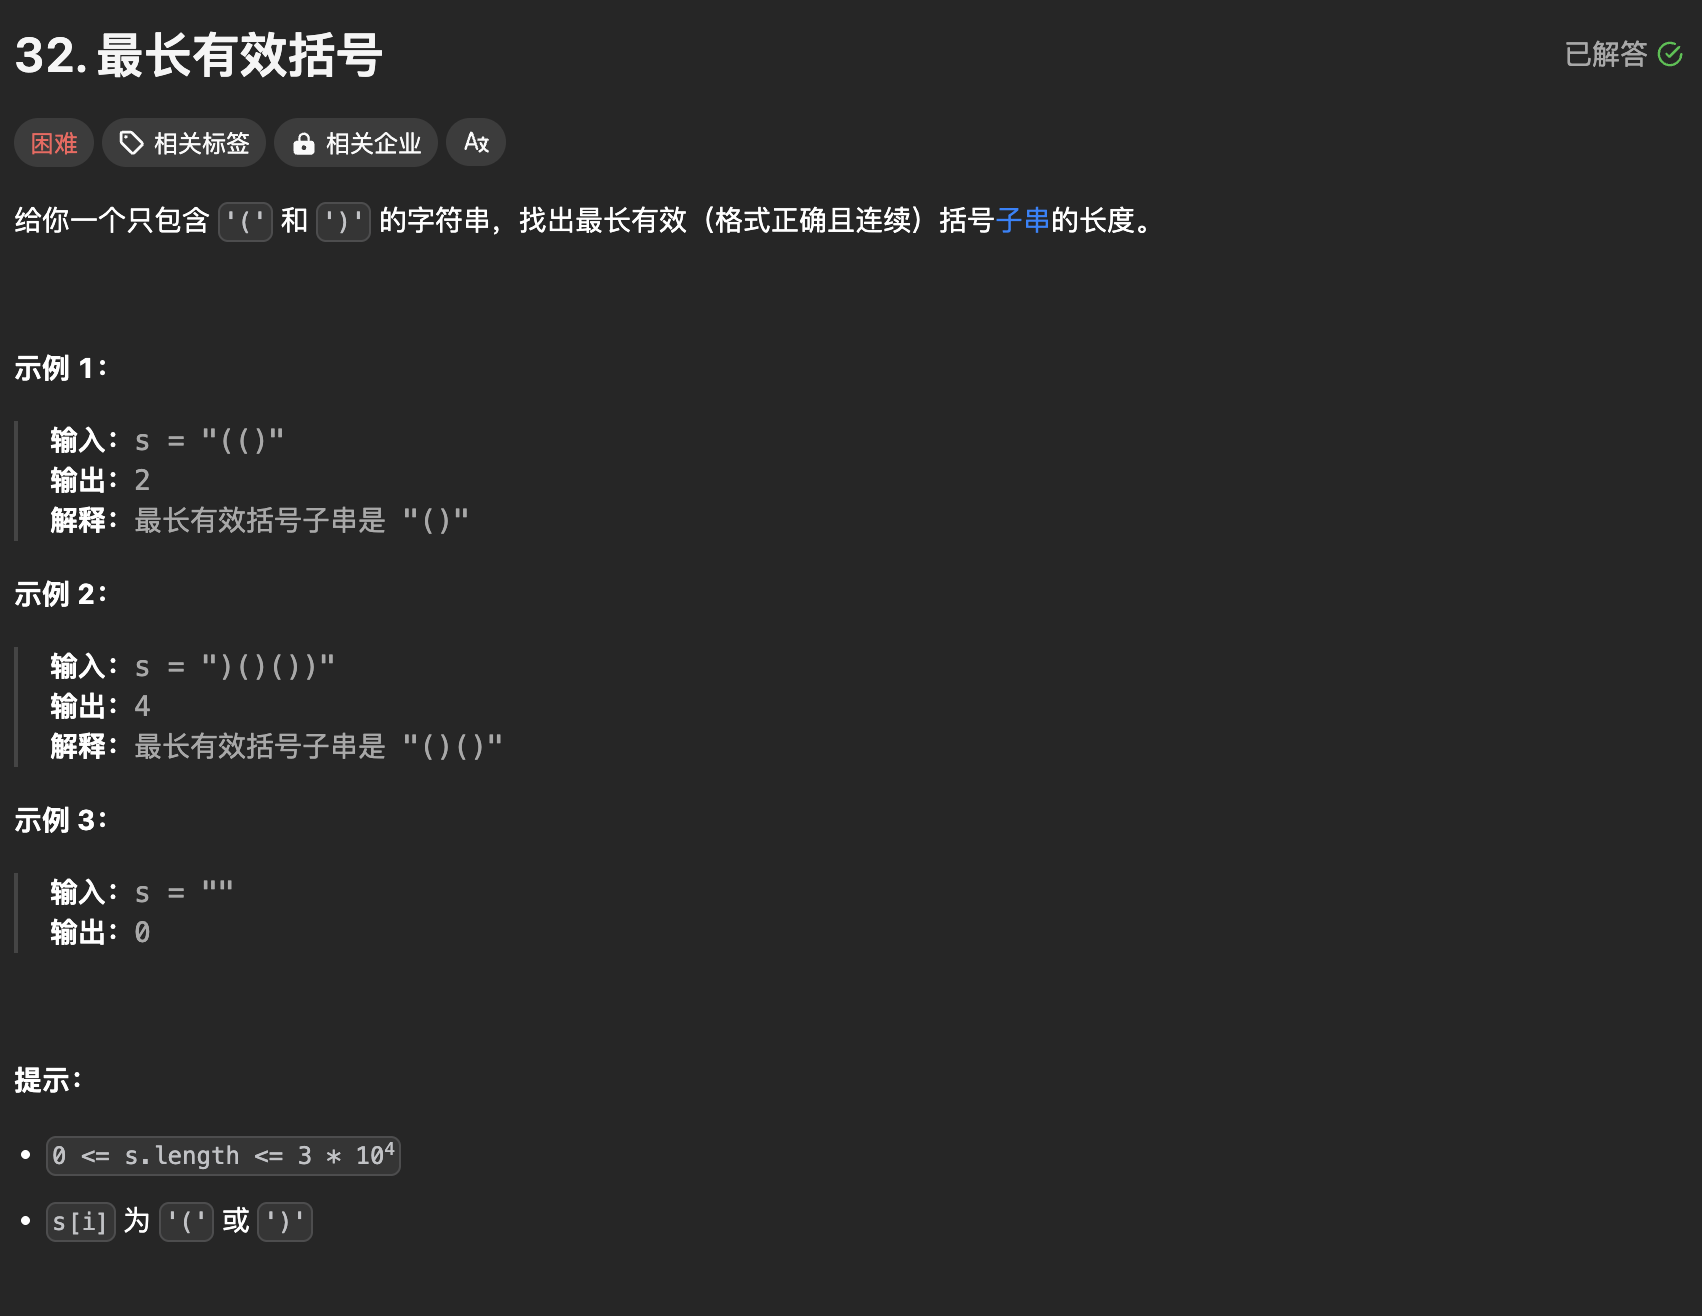 32. 最长有效括号
已解答
困难 相关标签 相关企业
给你一个只包含 '(' 和 ')' 的字符串，找出最长有效（格式正确且连续）括号子串的长度。
示例 1：
输入：s = "(()"
输出：2
解释：最长有效括号子串是 "()"
示例 2：
输入：s = ")()())"
输出：4
解释：最长有效括号子串是 "()()"
示例 3：
输入：s = ""
输出：0
提示：
• 0 <= s.length <= 3 * 10⁴
• s[i] 为 '(' 或 ')'